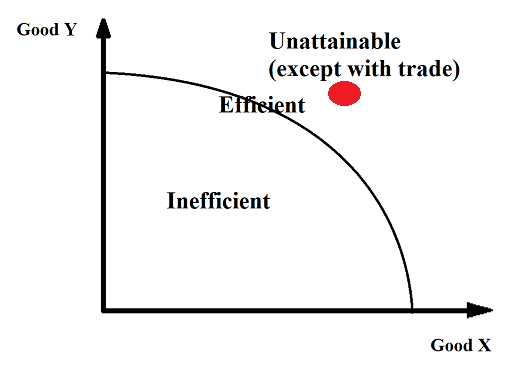 Good Y
Unattainable
(except with trade)
Efficient
Inefficient
Good X